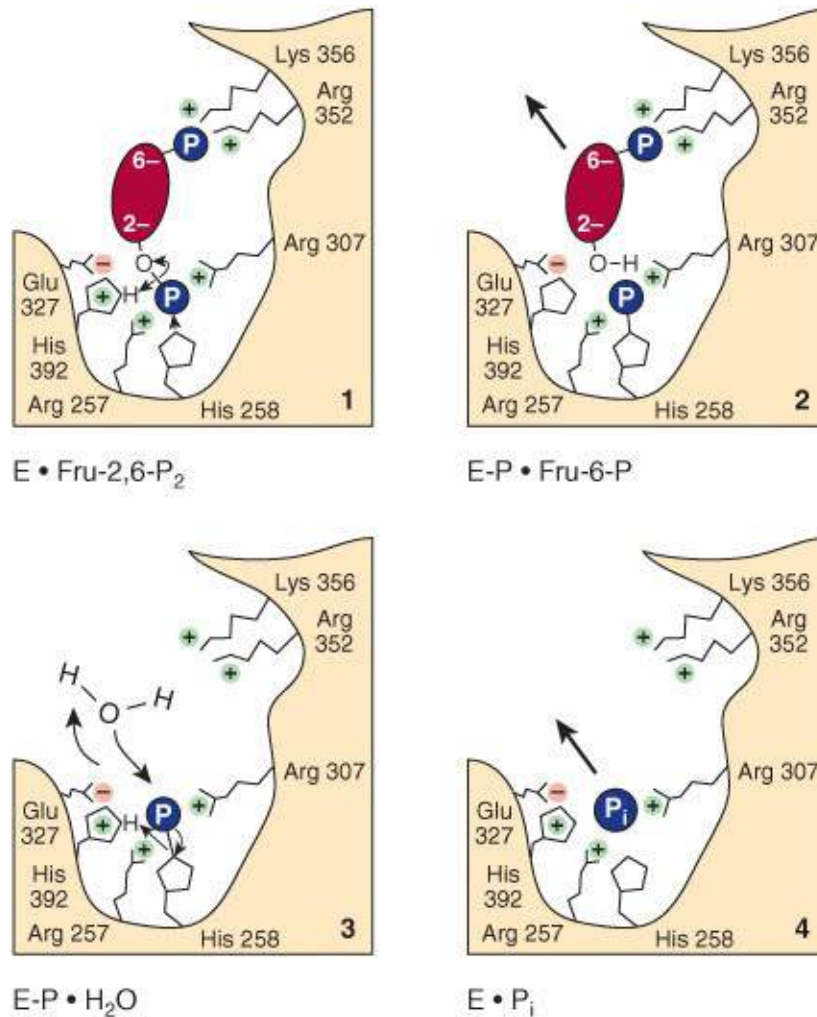 Lys 356
Arg
352
+
P
+
6–
2–
O
Arg 307
–
Glu
327
+
H
P
+
+
His
392
Arg 257
His 258
1
E • Fru-2,6-P₂
Lys 356
Arg
352
+
P
+
6–
2–
Arg 307
–
O–H
+
Glu
327
P
+
His
392
Arg 257
His 258
2
E-P • Fru-6-P
Lys 356
Arg
352
+
+
H
H
O
Arg 307
–
Glu
327
+
H
P
+
+
His
392
Arg 257
His 258
3
E-P • H₂O
Lys 356
Arg
352
+
+
Arg 307
–
Glu
327
+
Pᵢ
+
+
His
392
Arg 257
His 258
4
E • Pᵢ